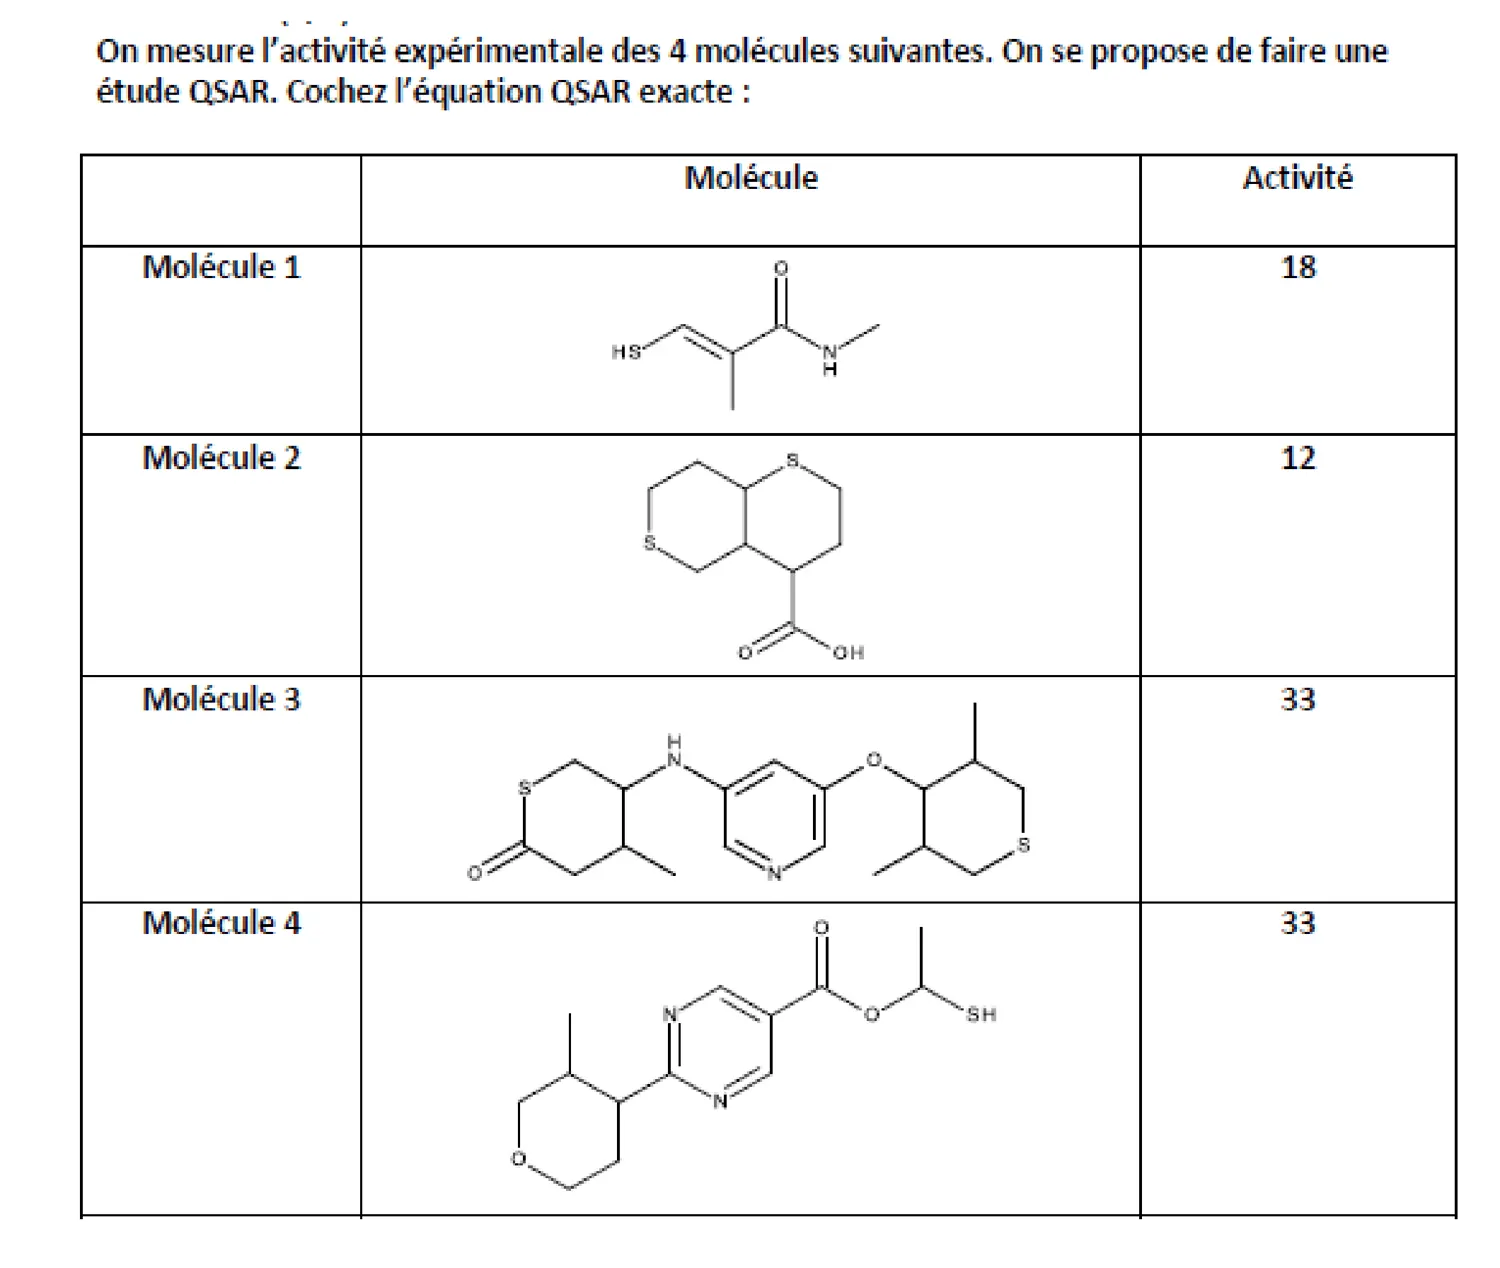 On mesure l'activité expérimentale des 4 molécules suivantes. On se propose de faire une
étude QSAR. Cochez l'équation QSAR exacte :
Molécule Activité
Molécule 1 18
O
HS N
H
Molécule 2 12
S
S
O OH
Molécule 3 33
H
N O
S
S
O N
Molécule 4 33
O
N O SH
N
O